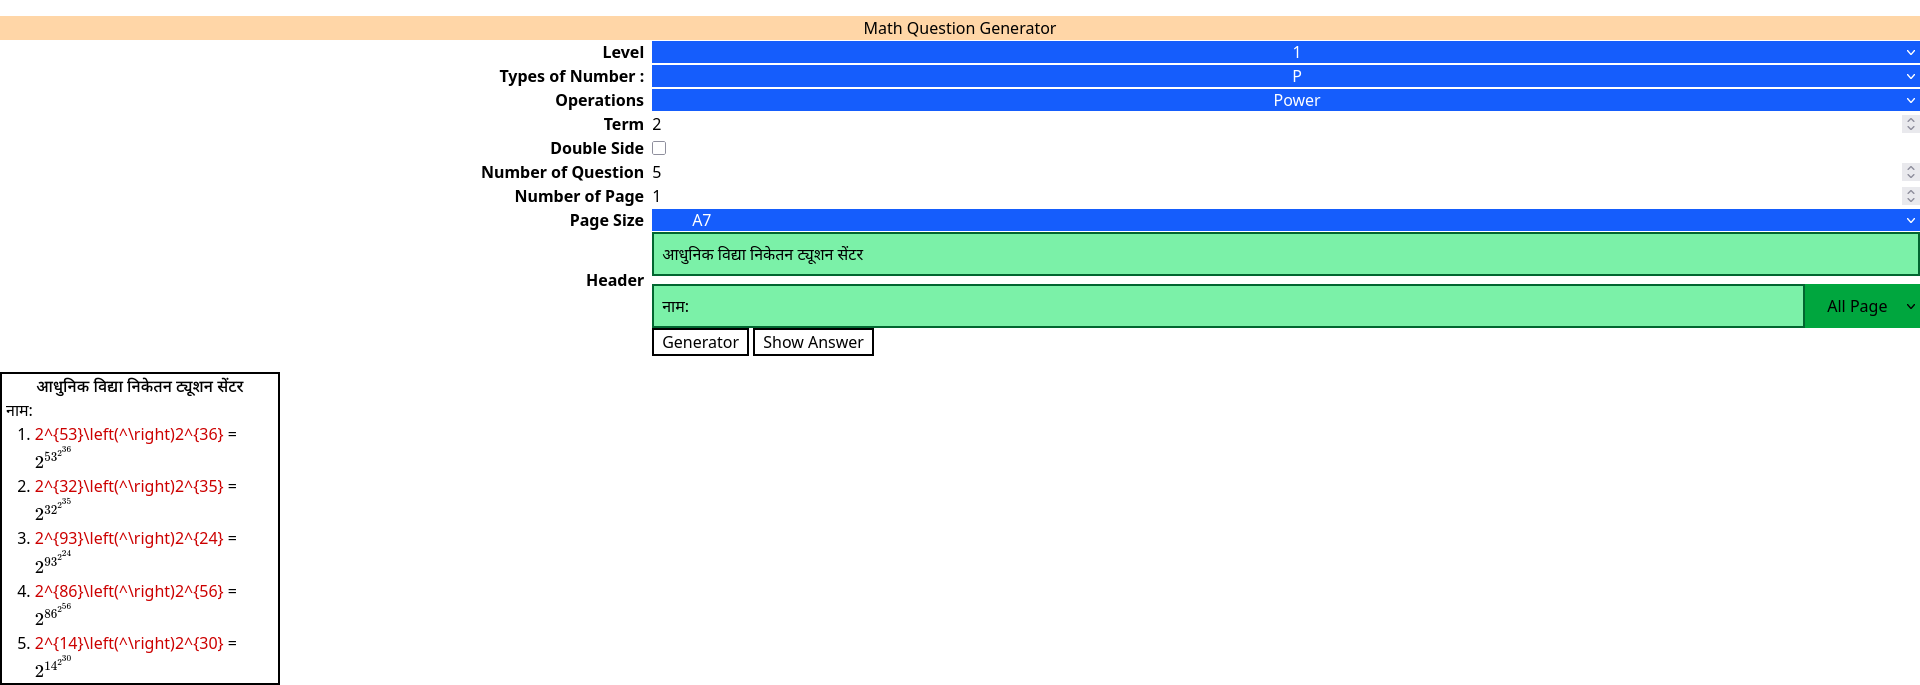 Math Question Generator
Level 1
Types of Number : P
Operations Power
Term 2
Double Side
Number of Question 5
Number of Page 1
Page Size A7
Header
आधुनिक विद्या निकेतन ट्यूशन सेंटर
नाम: All Page
Generator Show Answer
आधुनिक विद्या निकेतन ट्यूशन सेंटर
नाम:
1. 2^{53}\left(^\right)2^{36} =
2^{53^{2^{36}}}
2. 2^{32}\left(^\right)2^{35} =
2^{32^{2^{35}}}
3. 2^{93}\left(^\right)2^{24} =
2^{93^{2^{24}}}
4. 2^{86}\left(^\right)2^{56} =
2^{86^{2^{56}}}
5. 2^{14}\left(^\right)2^{30} =
2^{14^{2^{30}}}